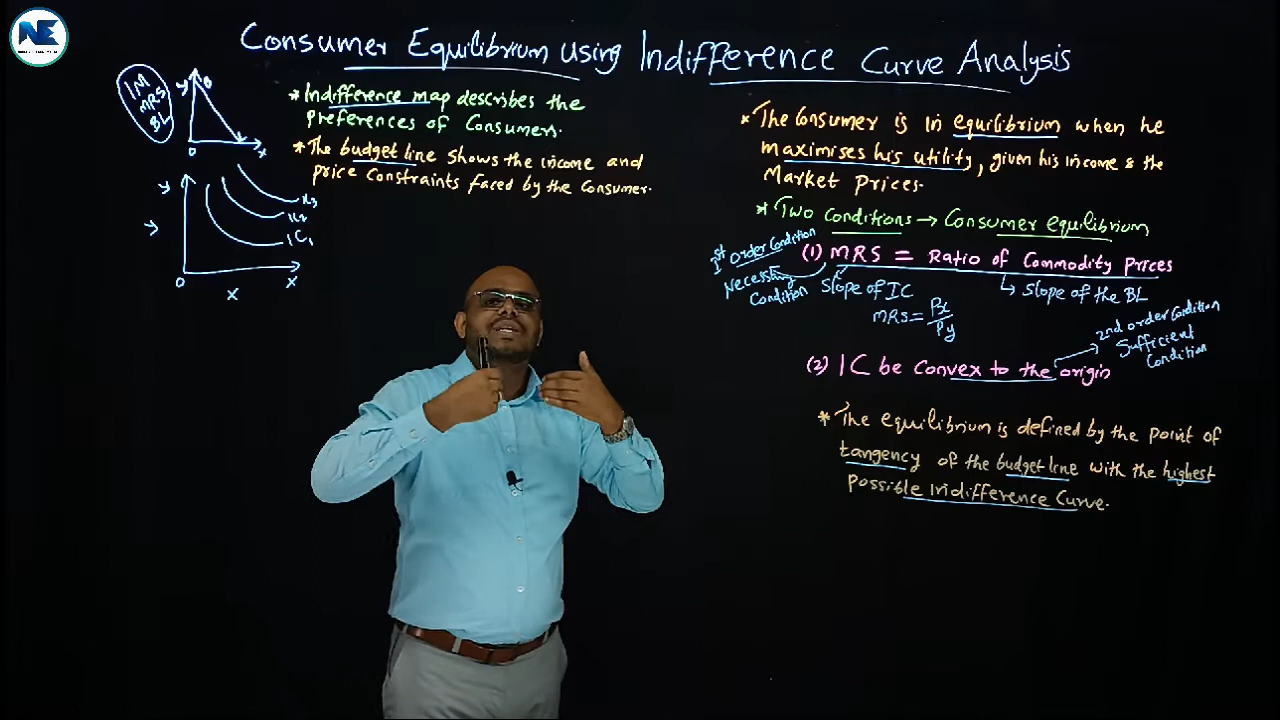 NE
Consumer Equilibrium using Indifference Curve Analysis
IM
MRS
BL
Y
B
O
X
* Indifference map describes the
preferences of Consumers.
* The budget line shows the income and
price Constraints faced by the Consumer.
Y
Y
IC3
IC2
IC1
O
X
X
* The Consumer is in equilibrium when he
maximises his utility, given his income & the
Market Prices.
* Two Conditions → Consumer equilibrium
1st order Condition
Necessary
Condition
(1) MRS = Ratio of Commodity Prices
Slope of IC
↳ Slope of the BL
MRS = Px/Py
(2) IC be Convex to the origin
2nd order Condition
Sufficient
Condition
* The equilibrium is defined by the point of
tangency of the budget line with the highest
possible indifference Curve.